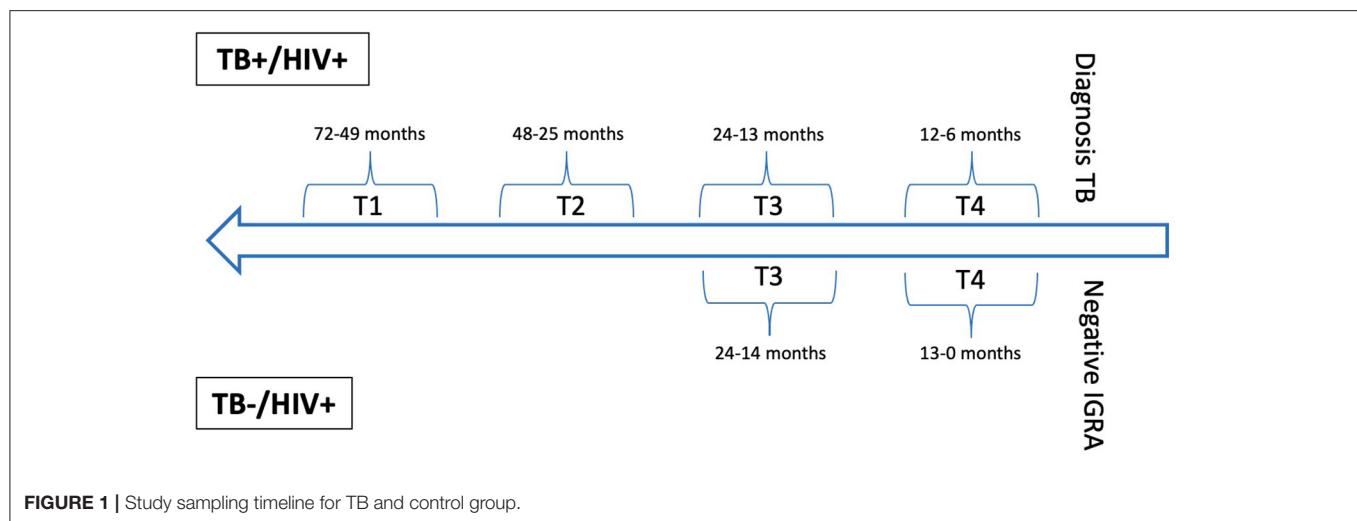 TB+/HIV+
Diagnosis TB
72-49 months
48-25 months
24-13 months
12-6 months
T1
T2
T3
T4
T3
T4
24-14 months
13-0 months
Negative IGRA
TB-/HIV+
FIGURE 1 | Study sampling timeline for TB and control group.